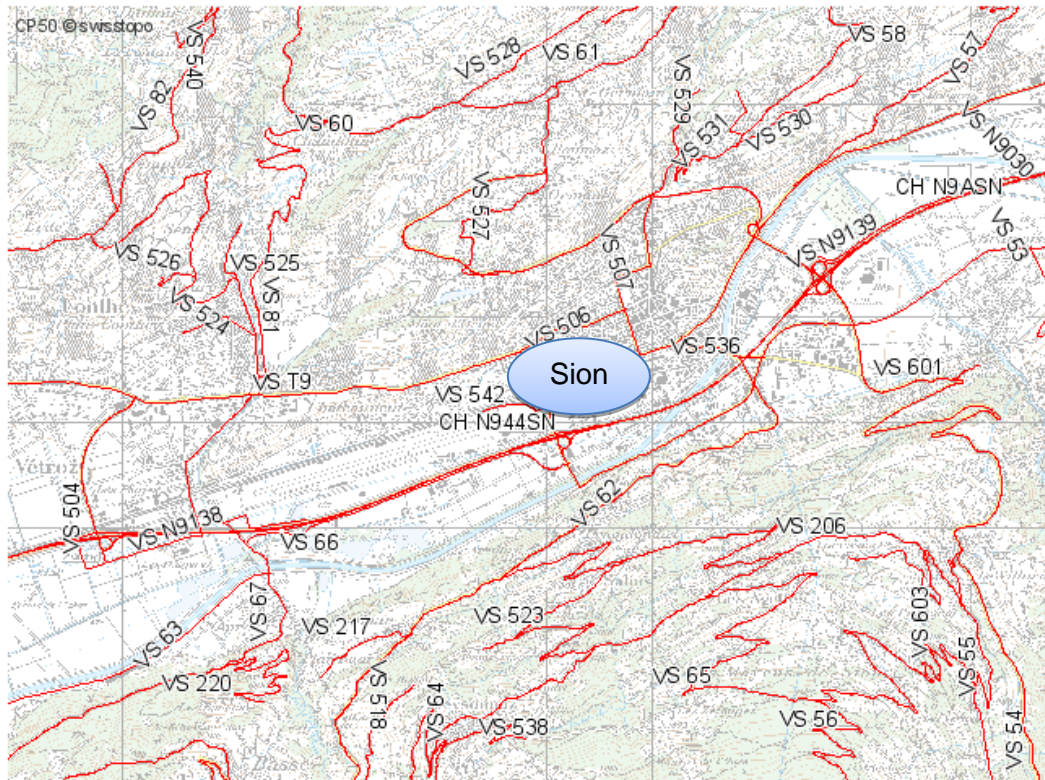 CP50 © swisstopo
VS 540
VS 82
VS 528
VS 61
VS 58
VS 57
VS 60
VS 529
VS 531
VS 530
VS N9030
CH N9ASN
VS 527
VS 526
VS 525
VS 524
VS 81
VS 507
VS N9139
VS 53
VS 506
VS 536
Sion
VS 601
VS T9
VS 542
CH N944SN
Vétroz
VS 504
VS N9138
VS 66
VS 62
VS 206
VS 63
VS 79
VS 217
VS 523
VS 603
VS 55
VS 220
VS 518
VS 64
VS 538
VS 65
VS 56
VS 54